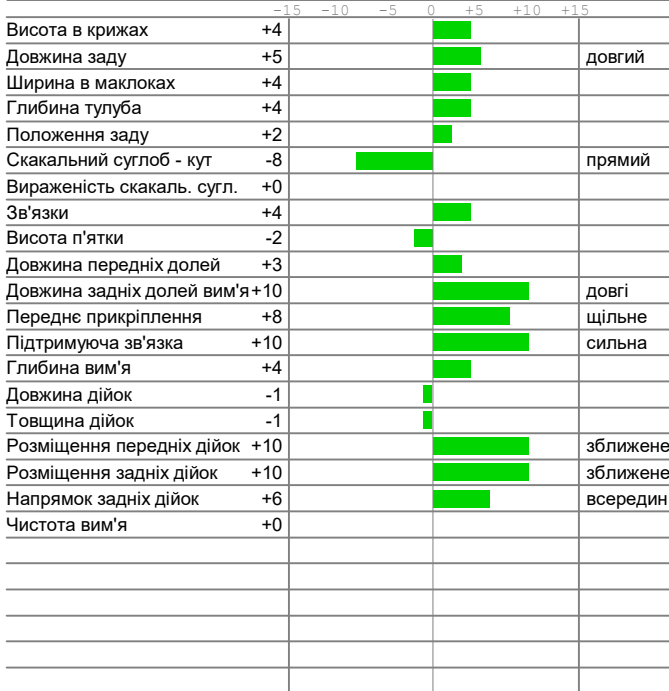 -15 -10 -5 0 +5 +10 +15
Висота в крижах +4
Довжина заду +5 довгий
Ширина в маклоках +4
Глибина тулуба +4
Положення заду +2
Скакальний суглоб - кут -8 прямий
Вираженість скакаль. сугл. +0
Зв'язки +4
Висота п'ятки -2
Довжина передніх долей +3
Довжина задніх долей вим'я +10 довгі
Переднє прикріплення +8 щільне
Підтримуюча зв'язка +10 сильна
Глибина вим'я +4
Довжина дійок -1
Товщина дійок -1
Розміщення передніх дійок +10 зближене
Розміщення задніх дійок +10 зближене
Напрямок задніх дійок +6 всередин
Чистота вим'я +0